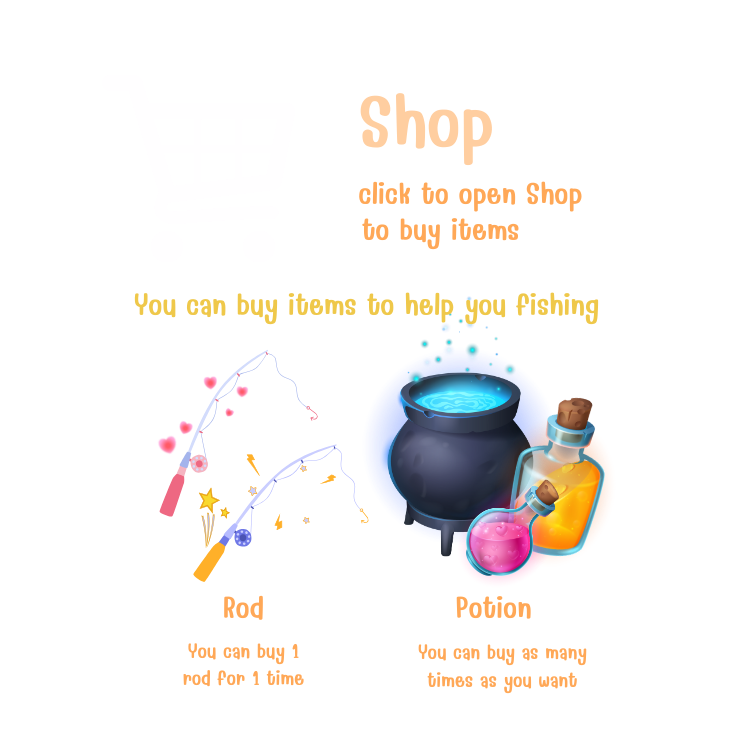 Shop
click to open Shop
to buy items
You can buy items to help you fishing
Rod
You can buy 1
rod for 1 time
Potion
You can buy as many
times as you want